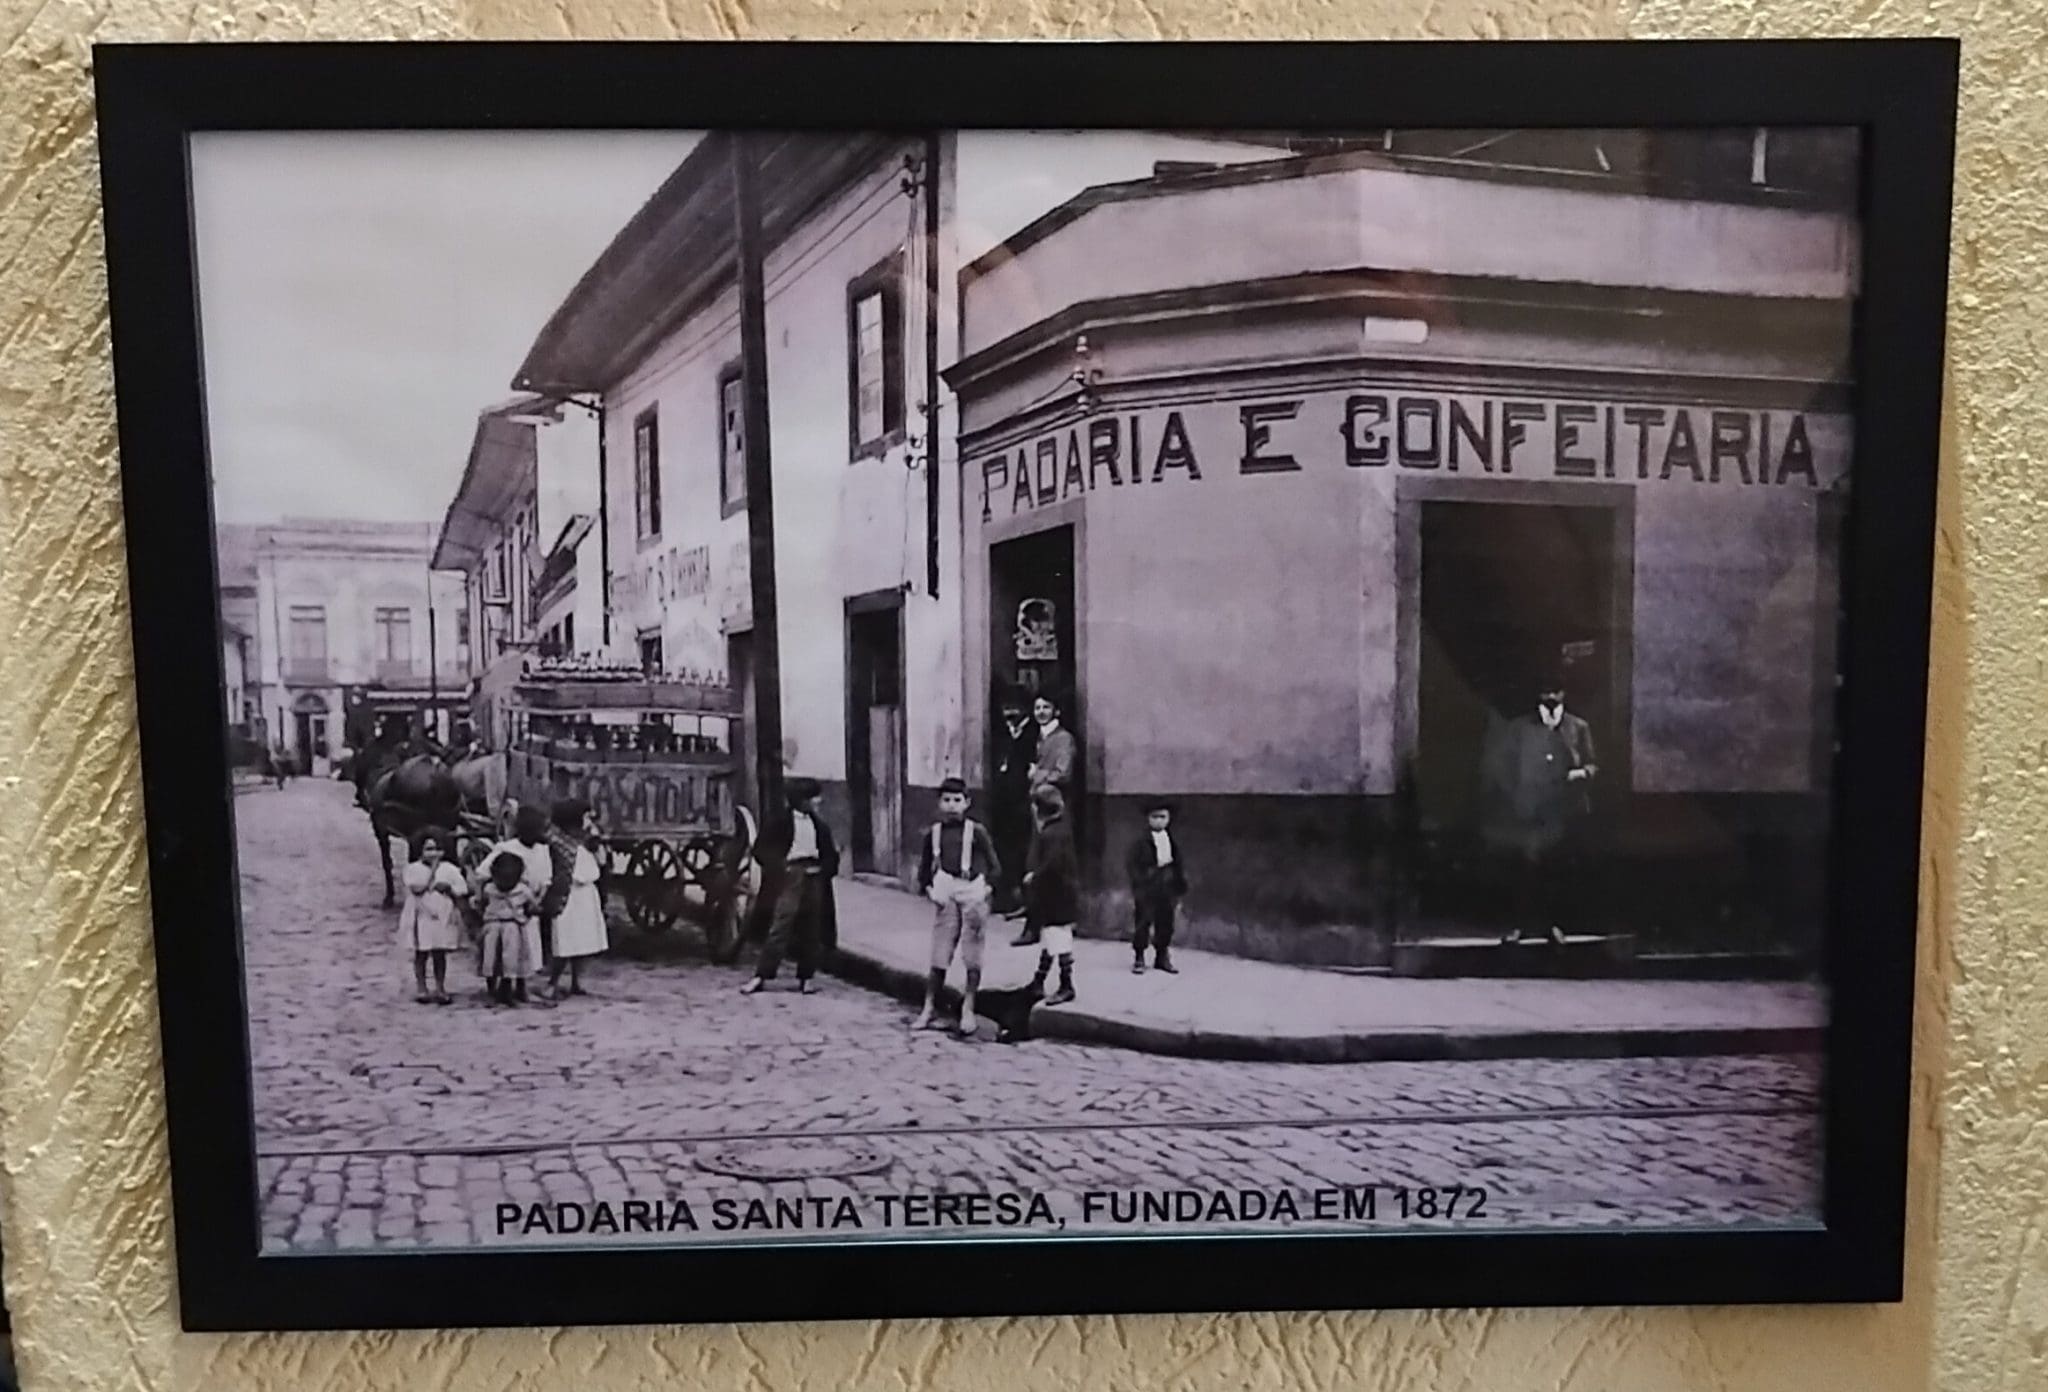 PADARIA E CONFEITARIA
PADARIA SANTA TERESA, FUNDADA EM 1872